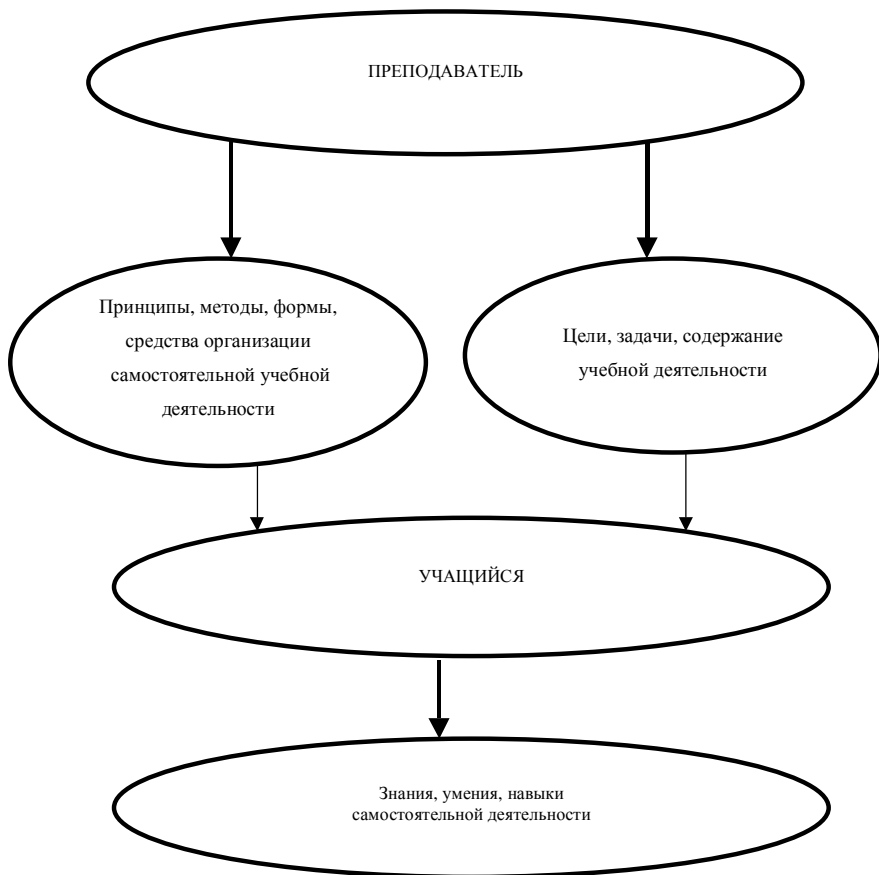 ПРЕПОДАВАТЕЛЬ
Принципы, методы, формы,
средства организации
самостоятельной учебной
деятельности
Цели, задачи, содержание
учебной деятельности
УЧАЩИЙСЯ
Знания, умения, навыки
самостоятельной деятельности